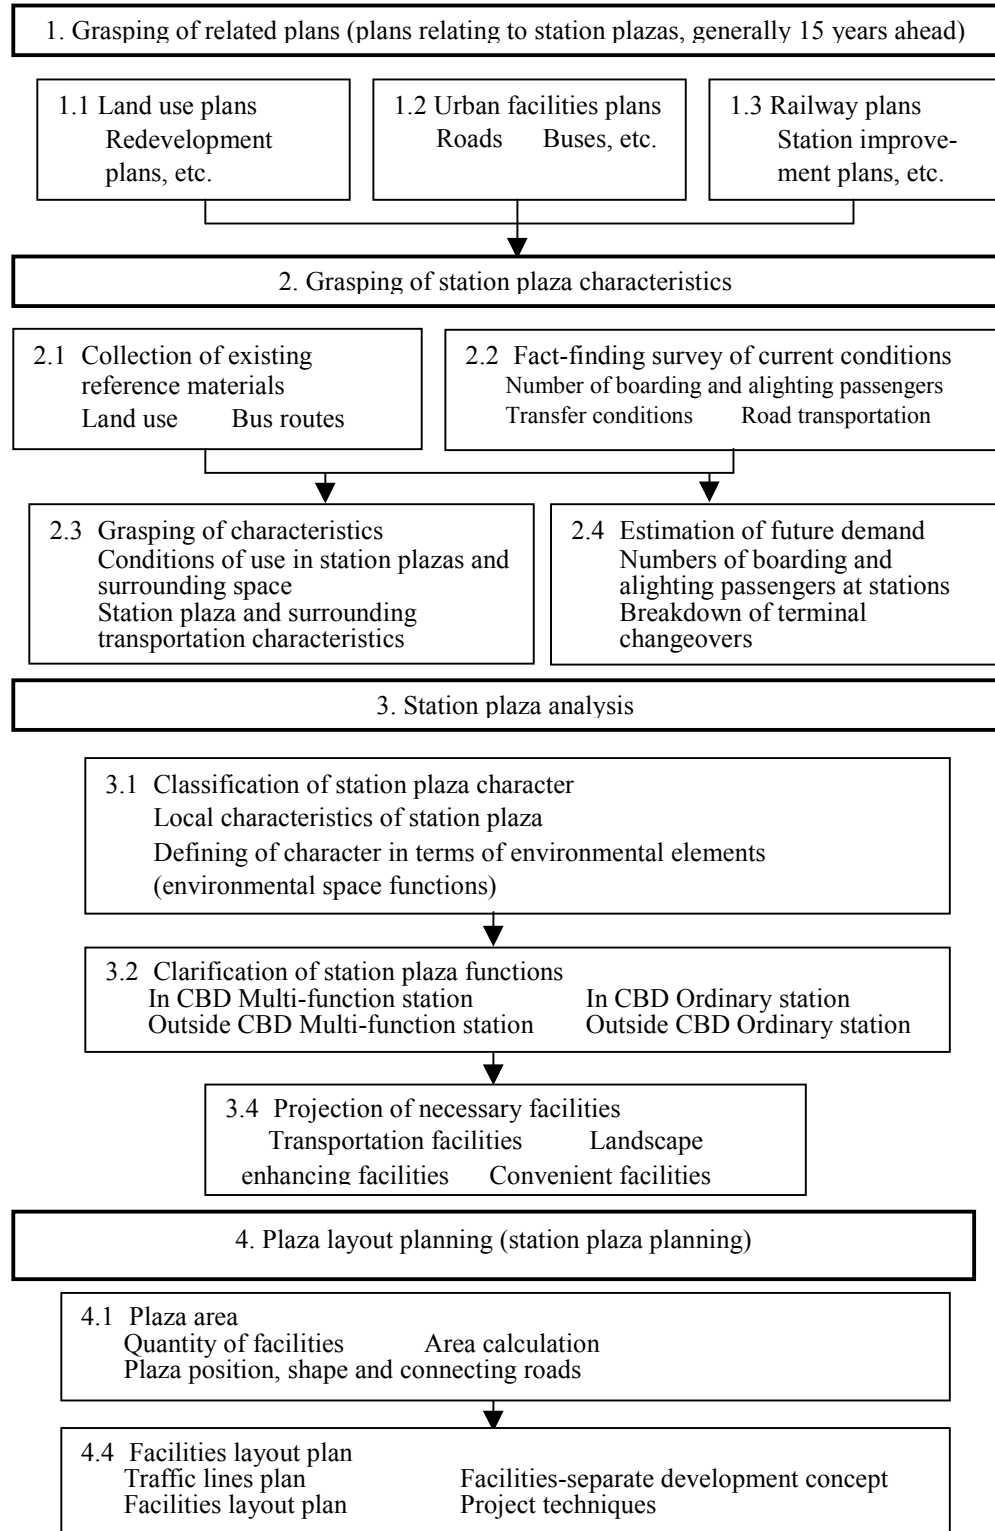 1. Grasping of related plans (plans relating to station plazas, generally 15 years ahead)
1.1 Land use plans
Redevelopment
plans, etc.
1.2 Urban facilities plans
Roads Buses, etc.
1.3 Railway plans
Station improve-
ment plans, etc.
2. Grasping of station plaza characteristics
2.1 Collection of existing
reference materials
Land use Bus routes
2.2 Fact-finding survey of current conditions
Number of boarding and alighting passengers
Transfer conditions Road transportation
2.3 Grasping of characteristics
Conditions of use in station plazas and
surrounding space
Station plaza and surrounding
transportation characteristics
2.4 Estimation of future demand
Numbers of boarding and
alighting passengers at stations
Breakdown of terminal
changeovers
3. Station plaza analysis
3.1 Classification of station plaza character
Local characteristics of station plaza
Defining of character in terms of environmental elements
(environmental space functions)
3.2 Clarification of station plaza functions
In CBD Multi-function station In CBD Ordinary station
Outside CBD Multi-function station Outside CBD Ordinary station
3.4 Projection of necessary facilities
Transportation facilities Landscape
enhancing facilities Convenient facilities
4. Plaza layout planning (station plaza planning)
4.1 Plaza area
Quantity of facilities Area calculation
Plaza position, shape and connecting roads
4.4 Facilities layout plan
Traffic lines plan Facilities-separate development concept
Facilities layout plan Project techniques